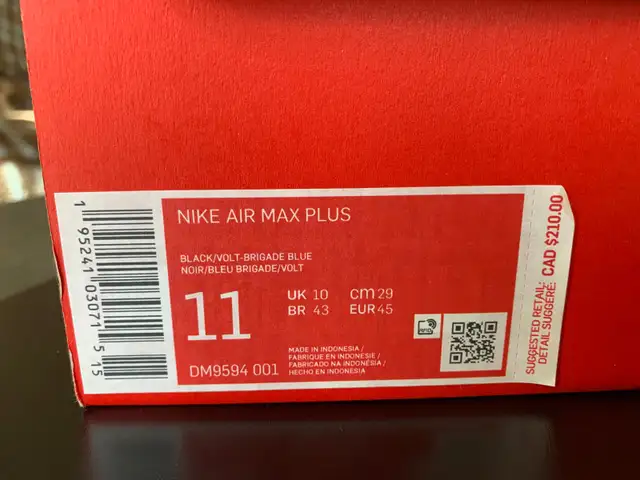 1 95241 03071 5 15
NIKE AIR MAX PLUS
BLACK/VOLT-BRIGADE BLUE
NOIR/BLEU BRIGADE/VOLT
11
UK 10 cm 29
BR 43 EUR 45
MADE IN INDONESIA /
FABRIQUE EN INDONESIE /
FABRICADO NA INDONÉSIA /
HECHO EN INDONESIA
DM9594 001
SUGGESTED RETAIL: CAD $210.00
DETAIL SUGGÉRÉ: